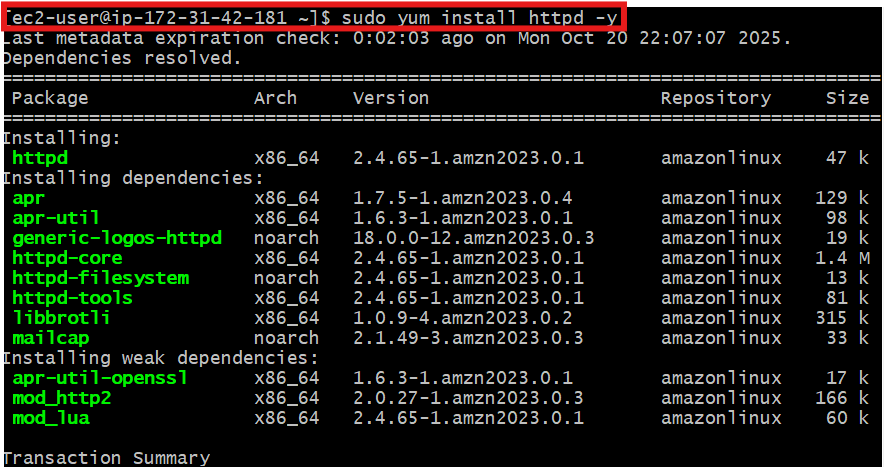 [ec2-user@ip-172-31-42-181 ~]$ sudo yum install httpd -y
Last metadata expiration check: 0:02:03 ago on Mon Oct 20 22:07:07 2025.
Dependencies resolved.
================================================================================
Package Arch Version Repository Size
================================================================================
Installing:
httpd x86_64 2.4.65-1.amzn2023.0.1 amazonlinux 47 k
Installing dependencies:
apr x86_64 1.7.5-1.amzn2023.0.4 amazonlinux 129 k
apr-util x86_64 1.6.3-1.amzn2023.0.1 amazonlinux 98 k
generic-logos-httpd noarch 18.0.0-12.amzn2023.0.3 amazonlinux 19 k
httpd-core x86_64 2.4.65-1.amzn2023.0.1 amazonlinux 1.4 M
httpd-filesystem noarch 2.4.65-1.amzn2023.0.1 amazonlinux 13 k
httpd-tools x86_64 2.4.65-1.amzn2023.0.1 amazonlinux 81 k
libbrotli x86_64 1.0.9-4.amzn2023.0.2 amazonlinux 315 k
mailcap noarch 2.1.49-3.amzn2023.0.3 amazonlinux 33 k
Installing weak dependencies:
apr-util-openssl x86_64 1.6.3-1.amzn2023.0.1 amazonlinux 17 k
mod_http2 x86_64 2.0.27-1.amzn2023.0.3 amazonlinux 166 k
mod_lua x86_64 2.4.65-1.amzn2023.0.1 amazonlinux 60 k
Transaction Summary